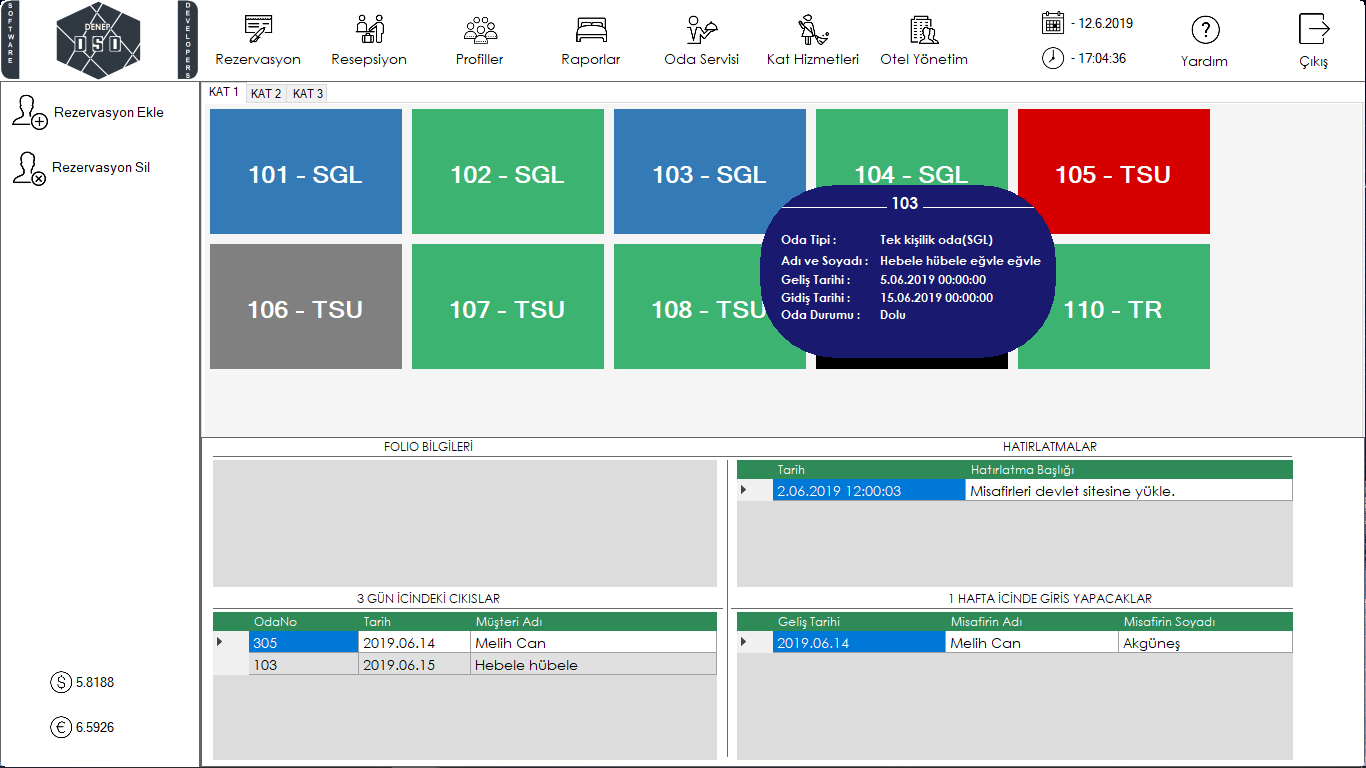 SOFTWARE
DENEP
DSD
DEVELOPERS
Rezervasyon
Resepsiyon
Profiller
Raporlar
Oda Servisi
Kat Hizmetleri
Otel Yönetim
- 12.6.2019
- 17:04:36
Yardım
Çıkış
Rezervasyon Ekle
Rezervasyon Sil
$ 5.8188
€ 6.5926
KAT 1 KAT 2 KAT 3
101 - SGL 102 - SGL 103 - SGL 104 - SGL 105 - TSU
106 - TSU 107 - TSU 108 - TSU 110 - TR
103
Oda Tipi : Tek kişilik oda(SGL)
Adı ve Soyadı : Hebele hübele eğvle eğvle
Geliş Tarihi : 5.06.2019 00:00:00
Gidiş Tarihi : 15.06.2019 00:00:00
Oda Durumu : Dolu
FOLIO BİLGİLERİ
HATIRLATMALAR
Tarih Hatırlatma Başlığı
2.06.2019 12:00:03 Misafirleri devlet sitesine yükle.
3 GÜN İCİNDEKİ CIKISLAR
OdaNo Tarih Müşteri Adı
305 2019.06.14 Melih Can
103 2019.06.15 Hebele hübele
1 HAFTA İCİNDE GİRİS YAPACAKLAR
Geliş Tarihi Misafirin Adı Misafirin Soyadı
2019.06.14 Melih Can Akgüneş